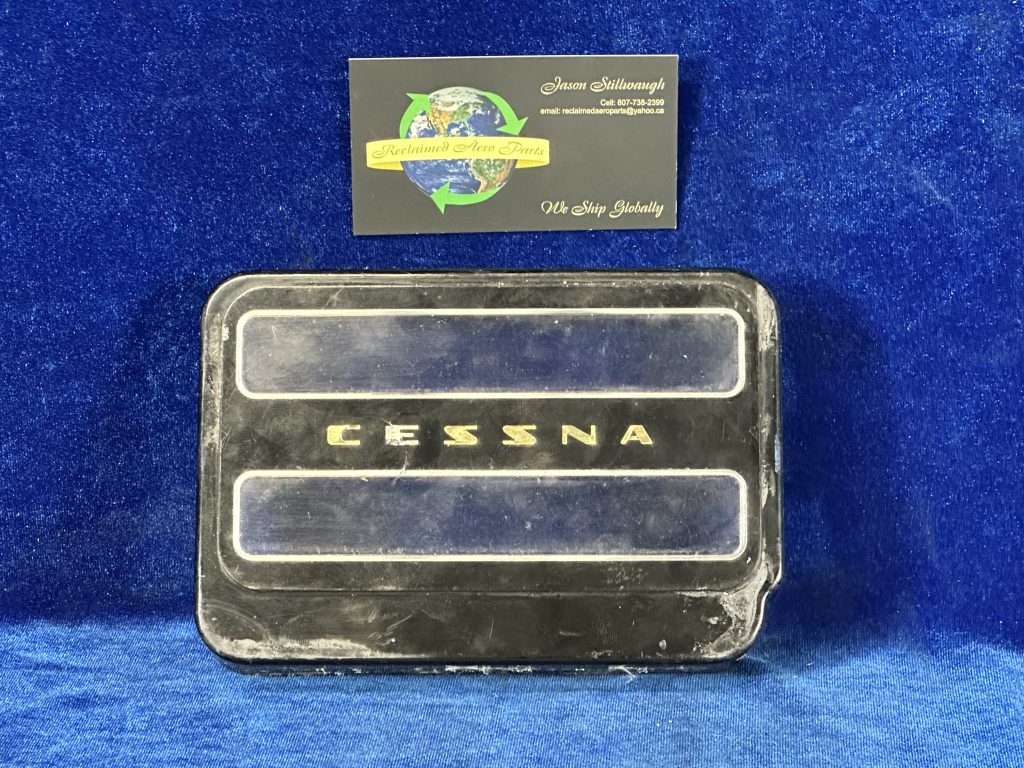 Jason Stillwaugh
Cell: 807-738-2399
email: reclaimedaeroparts@yahoo.ca
Reclaimed Aero Parts
We Ship Globally
CESSNA